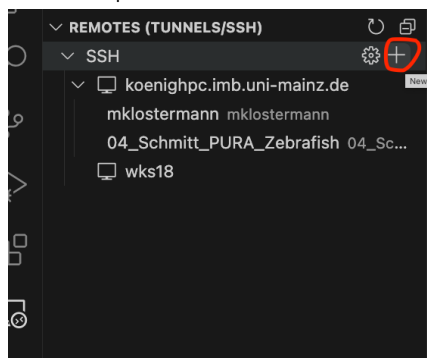 REMOTES (TUNNELS/SSH)
SSH
New
koenighpc.imb.uni-mainz.de
mklostermann mklostermann
04_Schmitt_PURA_Zebrafish 04_Sc...
wks18